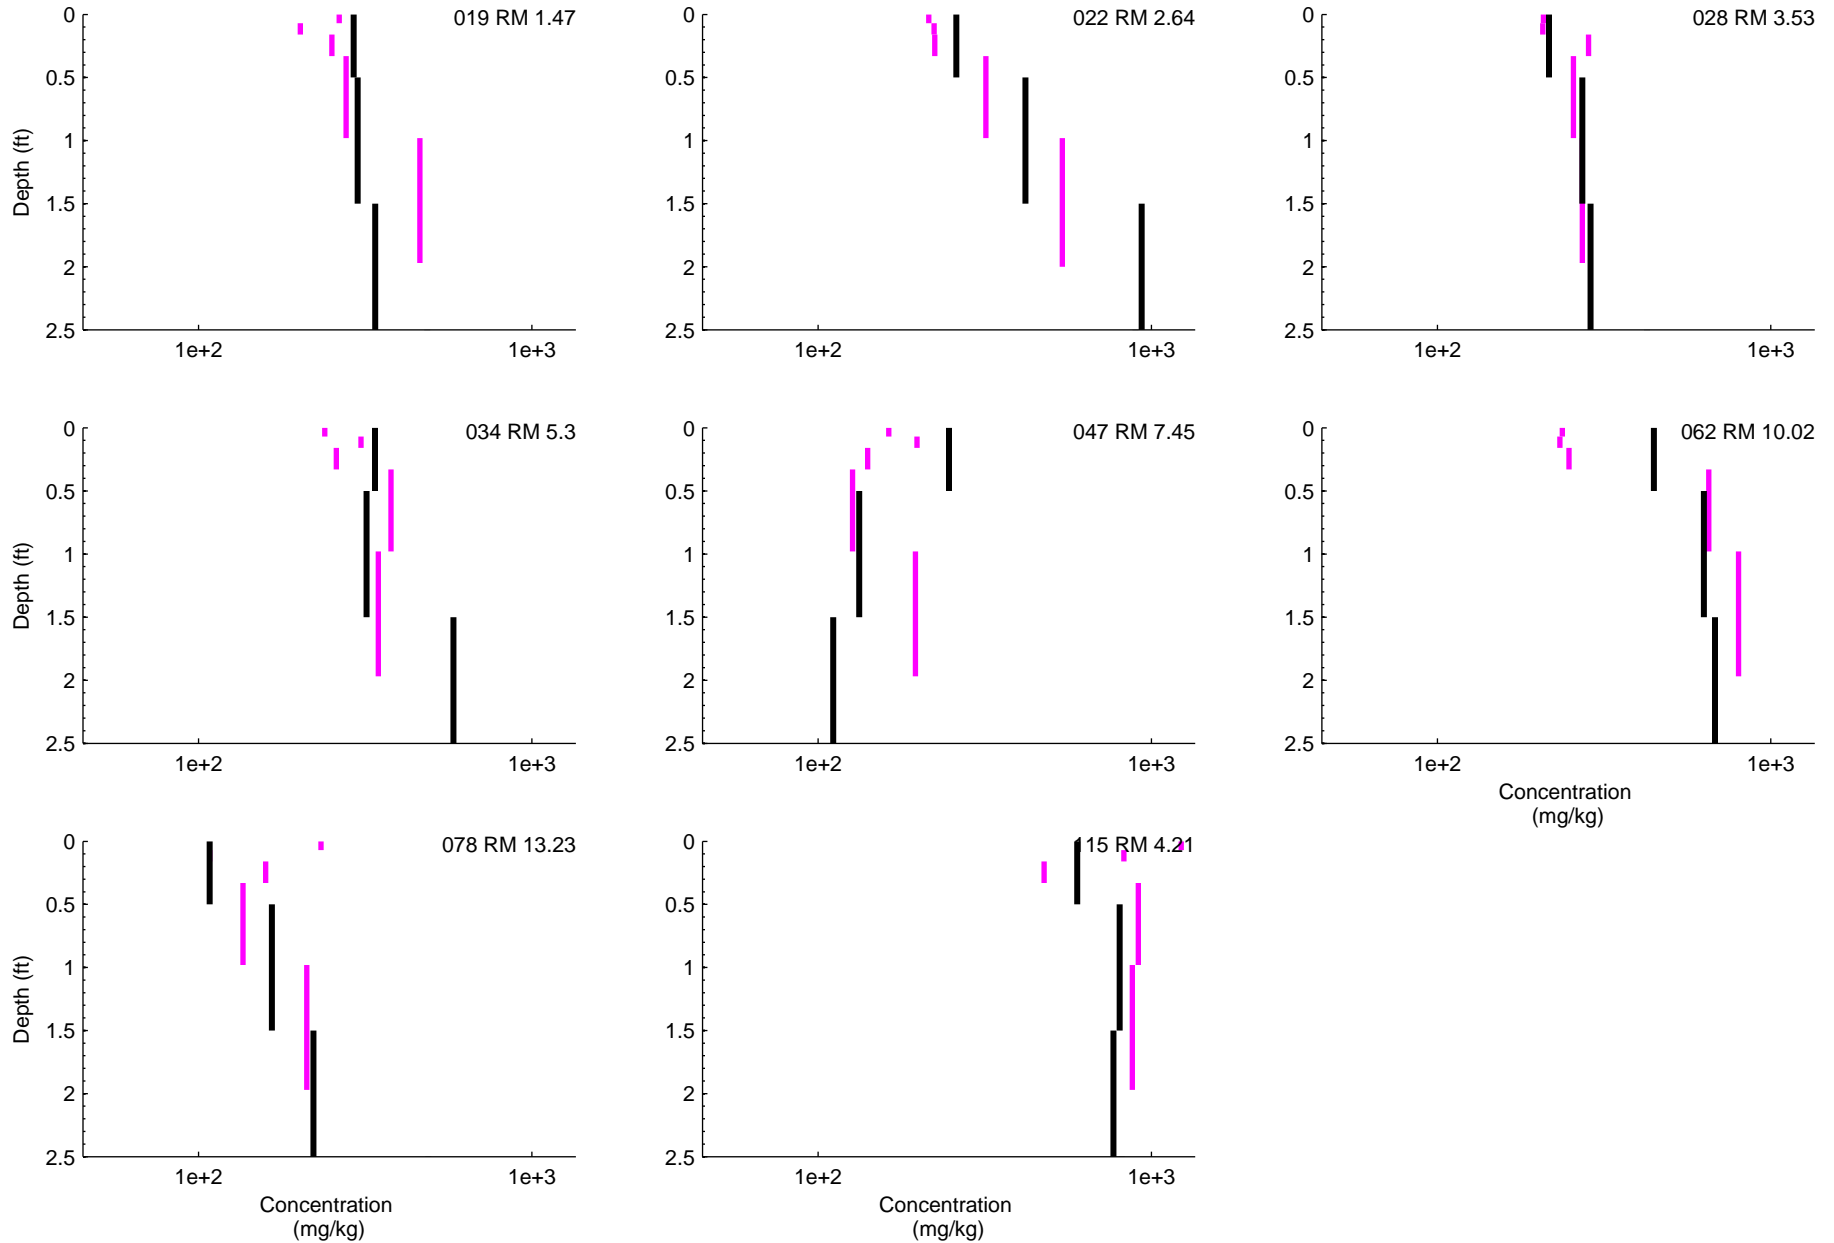 019 RM 1.47
0
0.5
1
1.5
2
2.5
Depth (ft)
1e+2
1e+3
022 RM 2.64
0
0.5
1
1.5
2
2.5
1e+2
1e+3
028 RM 3.53
0
0.5
1
1.5
2
2.5
1e+2
1e+3
034 RM 5.3
0
0.5
1
1.5
2
2.5
Depth (ft)
1e+2
1e+3
047 RM 7.45
0
0.5
1
1.5
2
2.5
1e+2
1e+3
062 RM 10.02
0
0.5
1
1.5
2
2.5
1e+2
1e+3
Concentration
(mg/kg)
078 RM 13.23
0
0.5
1
1.5
2
2.5
Depth (ft)
1e+2
1e+3
Concentration
(mg/kg)
115 RM 4.21
0
0.5
1
1.5
2
2.5
1e+2
1e+3
Concentration
(mg/kg)